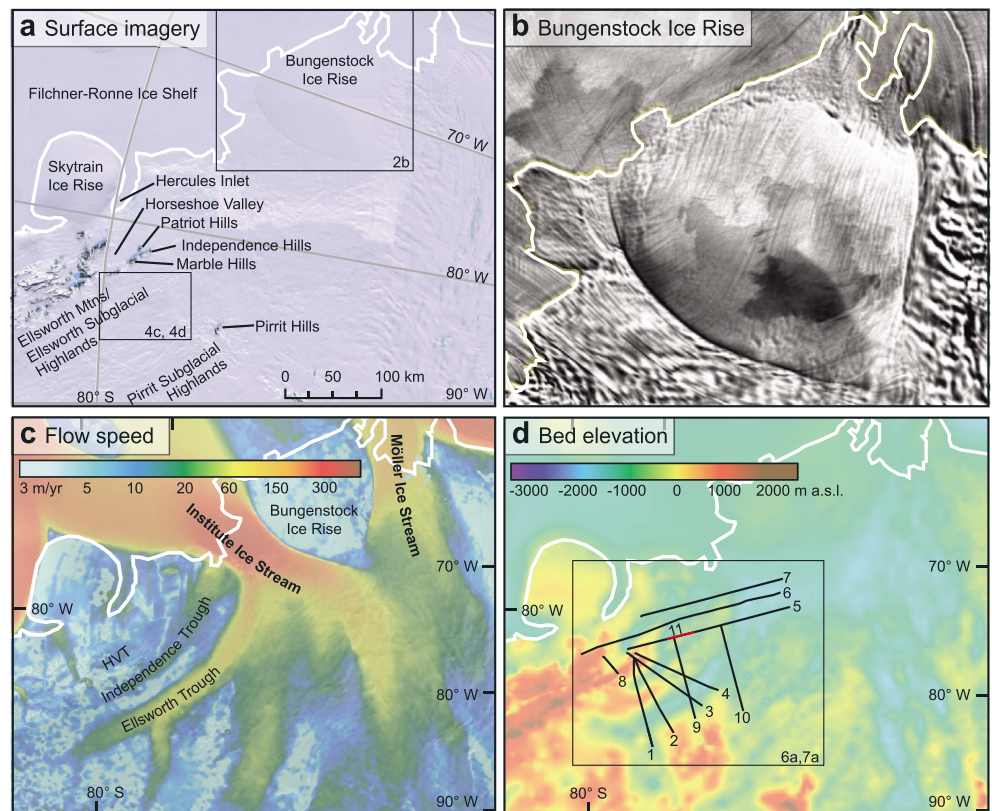 a Surface imagery
Bungenstock
Ice Rise
Filchner-Ronne Ice Shelf
70° W
2b
Skytrain
Ice Rise
Hercules Inlet
Horseshoe Valley
Patriot Hills
Independence Hills
Marble Hills
80° W
Ellsworth Mtns/
Ellsworth Subglacial
Highlands
4c, 4d
Pirrit Hills
Pirrit Subglacial
Highlands
0 50 100 km
80° S
90° W
b Bungenstock Ice Rise
c Flow speed
3 m/yr 5 10 20 60 150 300
Möller Ice Stream
Bungenstock
Ice Rise
Institute Ice Stream
70° W
80° W
HVT
Independence Trough
Ellsworth Trough
80° W
80° S
90° W
d Bed elevation
-3000 -2000 -1000 0 1000 2000 m a.s.l.
70° W
7
6
80° W
5
11
8
4
3
10
9
2
1
80° W
6a,7a
80° S
90° W